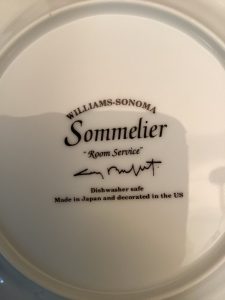 WILLIAMS-SONOMA
Sommelier
"Room Service"
Dishwasher safe
Made in Japan and decorated in the US